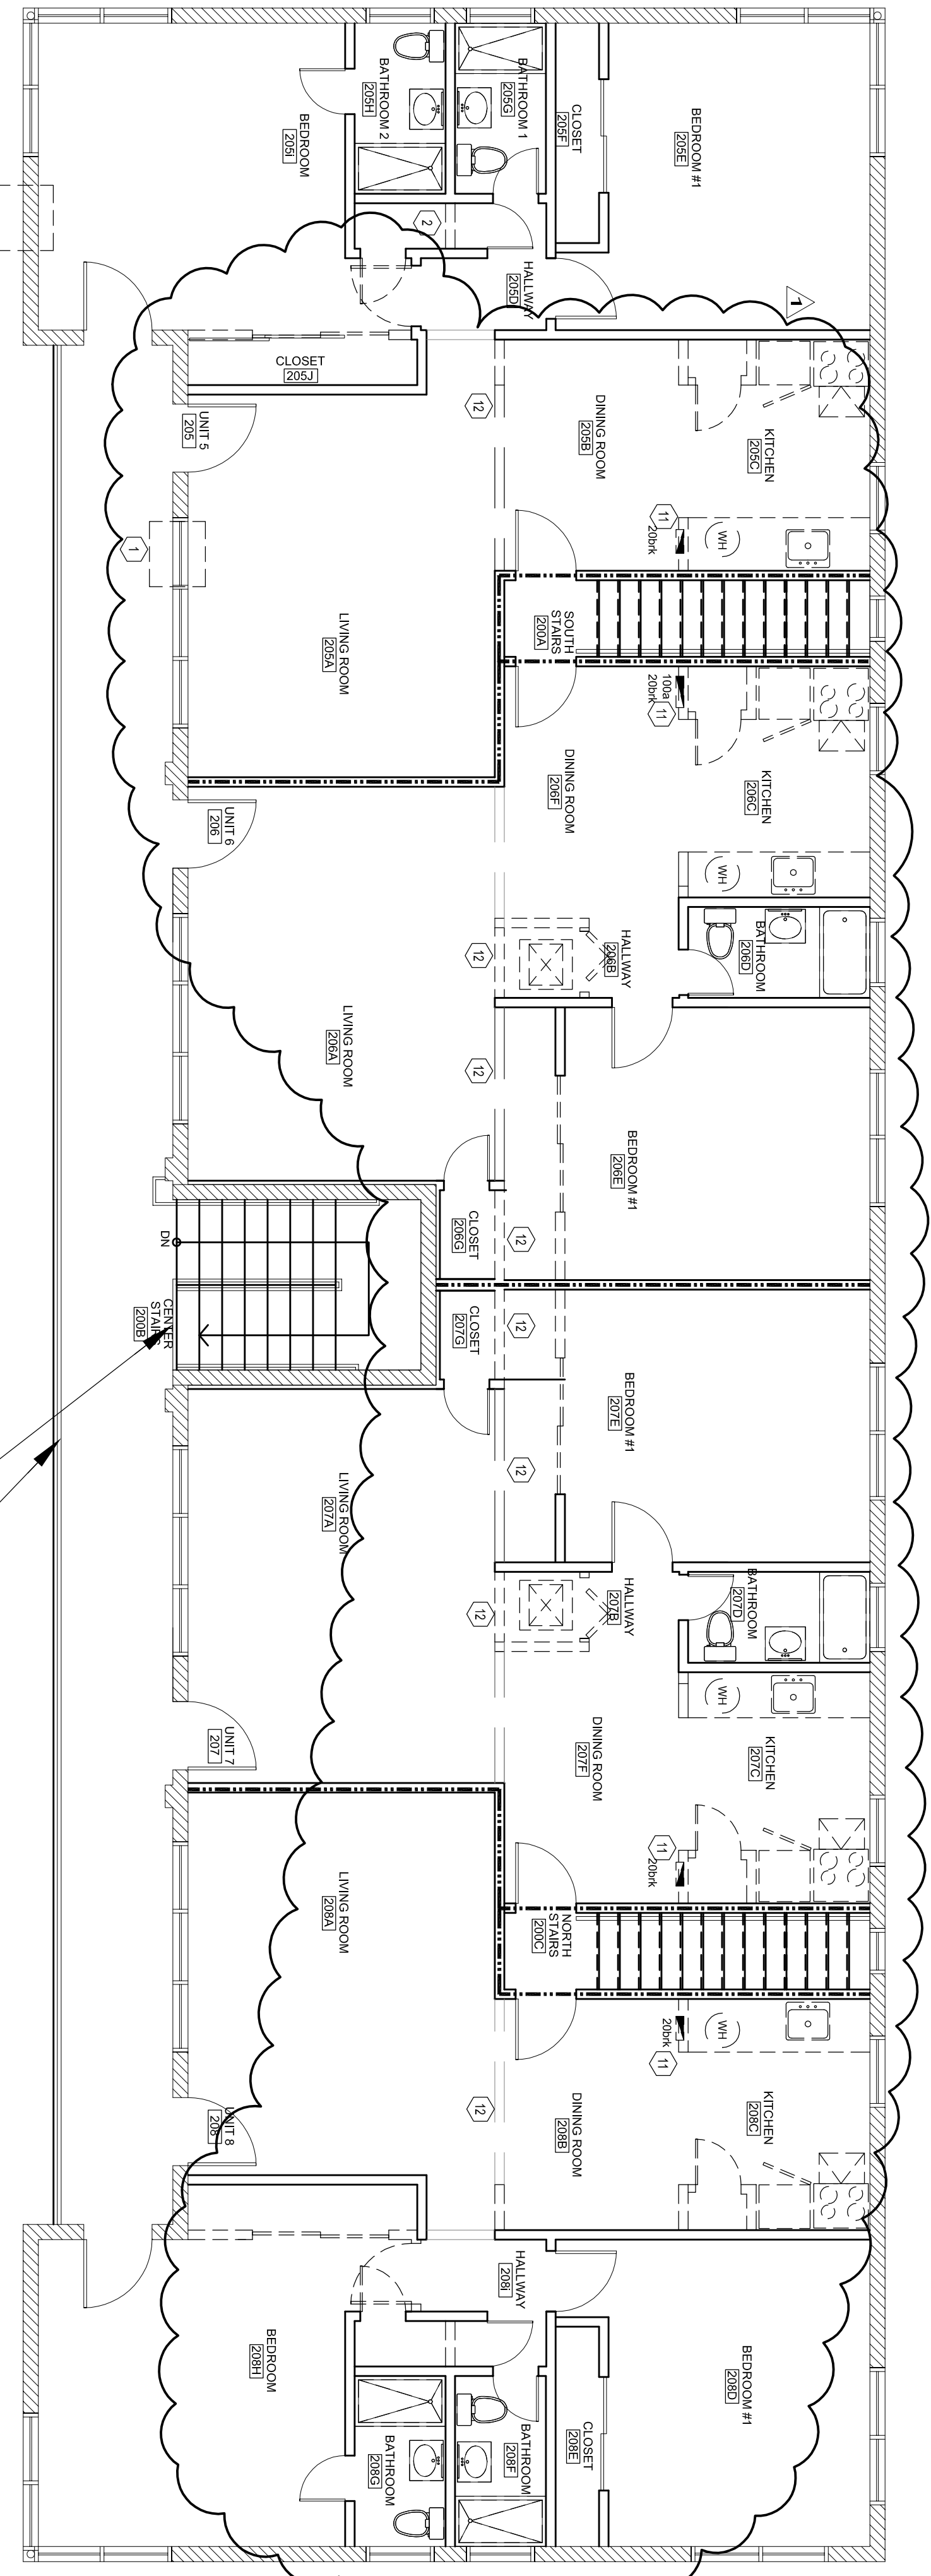 BEDROOM #1
205E
CLOSET
205F
BATHROOM 1
205G
BATHROOM 2
205H
BEDROOM
205i
2
HALLWAY
205D
1
CLOSET
205J
UNIT 5
205
12
DINING ROOM
205B
KITCHEN
205C
11
20brk
WH
1
LIVING ROOM
205A
SOUTH
STAIRS
200A
100a
20brk
11
KITCHEN
206C
DINING ROOM
206F
UNIT 6
206
WH
BATHROOM
206D
HALLWAY
206B
12
LIVING ROOM
206A
12
BEDROOM #1
206E
CLOSET
206G
12
DN
CENTER
STAIRS
200B
CLOSET
207G
12
BEDROOM #1
207E
12
LIVING ROOM
207A
HALLWAY
207B
12
BATHROOM
207D
WH
KITCHEN
207C
DINING ROOM
207F
UNIT 7
207
11
20brk
LIVING ROOM
208A
NORTH
STAIRS
200C
WH
20brk
11
KITCHEN
208C
DINING ROOM
208B
12
UNIT 8
208
HALLWAY
208i
BEDROOM
208H
BEDROOM #1
208D
CLOSET
208E
BATHROOM
208F
BATHROOM
208G